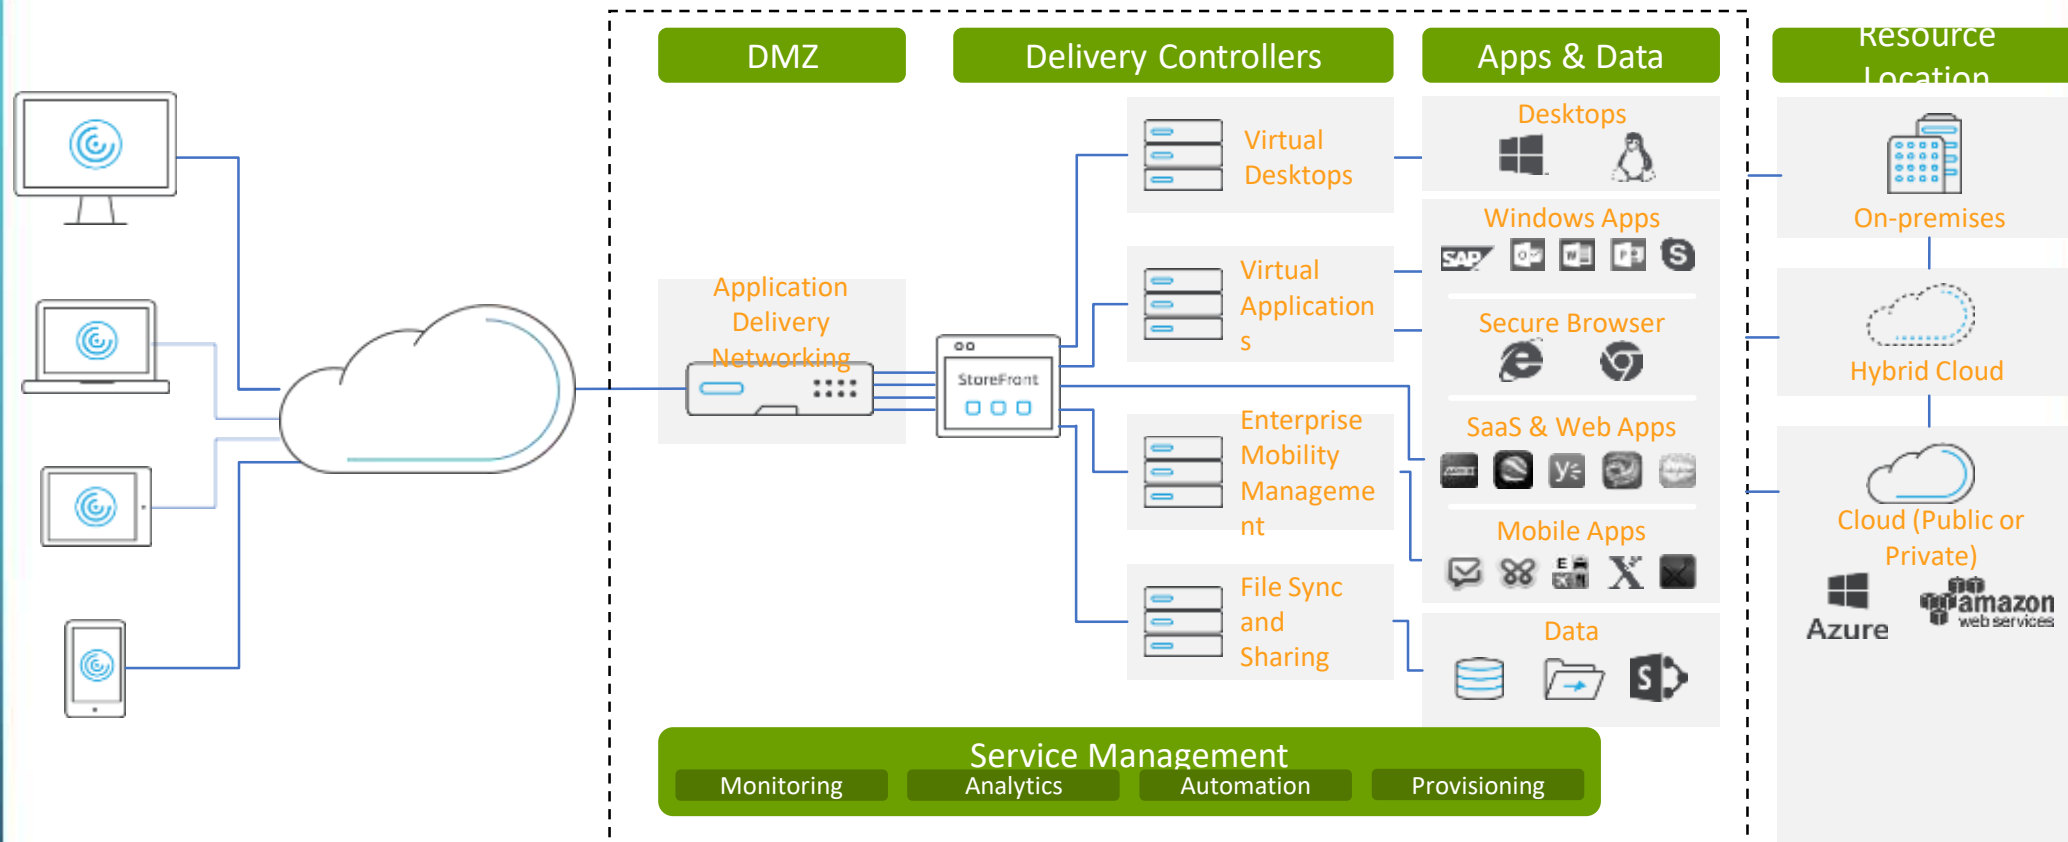 DMZ
Delivery Controllers
Apps & Data
Resource
Location
Application
Delivery
Networking
StoreFront
Virtual
Desktops
Virtual
Application
s
Enterprise
Mobility
Manageme
nt
File Sync
and
Sharing
Desktops
Windows Apps
SAP
Secure Browser
SaaS & Web Apps
Mobile Apps
Data
On-premises
Hybrid Cloud
Cloud (Public or
Private)
Azure
amazon
web services
Service Management
Monitoring
Analytics
Automation
Provisioning